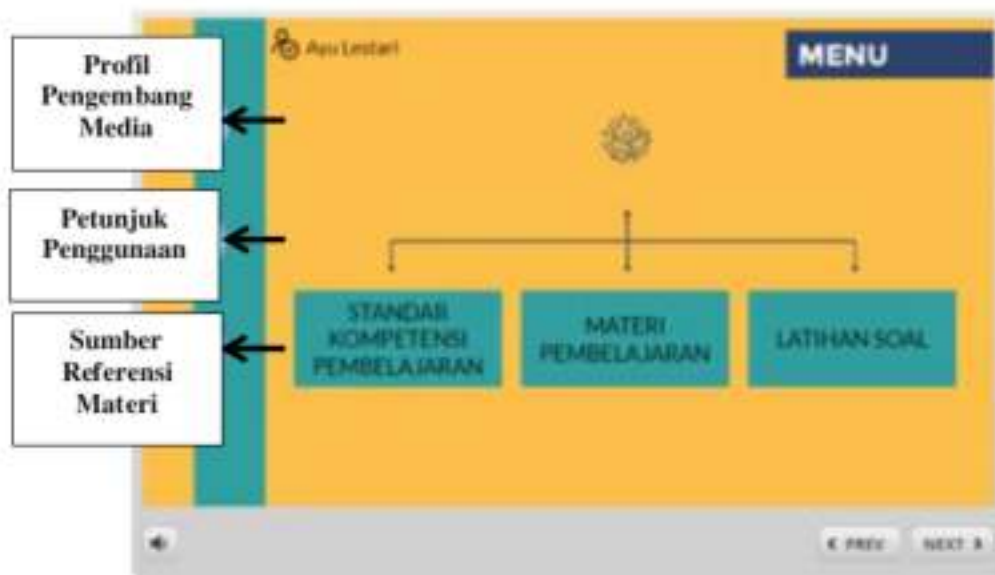 Profil
Pengembang
Media
Petunjuk
Penggunaan
Sumber
Referensi
Materi
Ayu Lestari
MENU
STANDAR
KOMPETENSI
PEMBELAJARAN
MATERI
PEMBELAJARAN
LATIHAN SOAL
PREV
NEXT